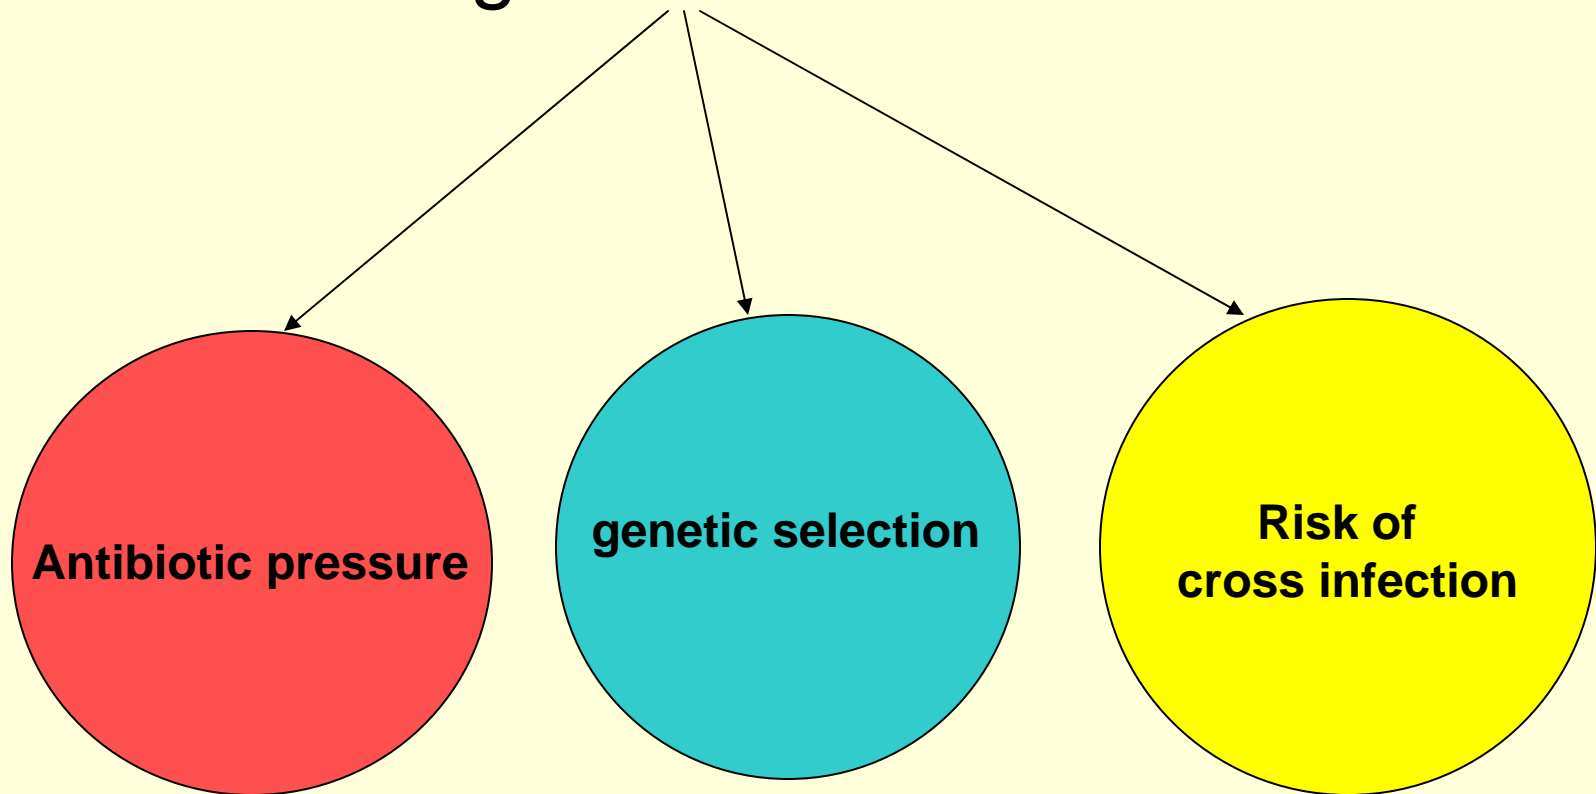 Antibiotic pressure
genetic selection
Risk of
cross infection